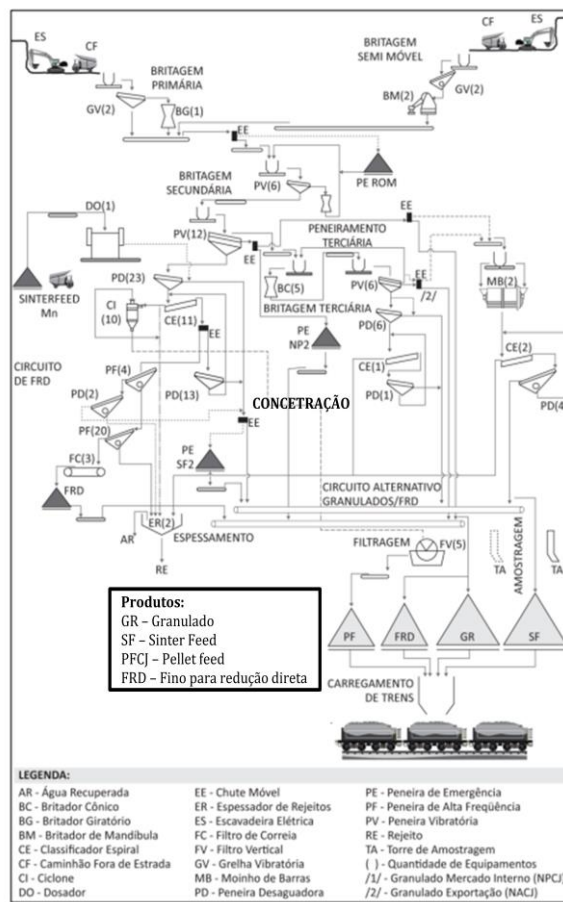 ES
CF
CF
ES
BRITAGEM
PRIMÁRIA
BRITAGEM
SEMI MÓVEL
GV(2)
BG(1)
BM(2)
GV(2)
EE
PV(6)
PE ROM
BRITAGEM
SECUNDÁRIA
DO(1)
PV(12)
EE
EE
PENEIRAMENTO
TERCIÁRIA
SINTERFEED
Mn
PD(23)
BC(5)
PV(6)
EE
/2/
MB(2)
BRITAGEM TERCIÁRIA
CI
(10)
CE(11)
EE
PE
NP2
PD(6)
CIRCUITO
DE FRD
PF(4)
CE(1)
CE(2)
PD(2)
PD(13)
CONCETRAÇÃO
PD(1)
PD(4
PF(20)
EE
FC(3)
PE
SF2
FRD
CIRCUITO ALTERNATIVO
GRANULADOS/FRD
ER(2)
AR
ESPESSAMENTO
RE
FILTRAGEM
FV(5)
TA
AMOSTRAGEM
TA
Produtos:
GR – Granulado
SF – Sinter Feed
PFCJ – Pellet feed
FRD – Fino para redução direta
PF
FRD
GR
SF
CARREGAMENTO
DE TRENS
LEGENDA:
AR - Água Recuperada
BC - Britador Cônico
BG - Britador Giratório
BM - Britador de Mandíbula
CE - Classificador Espiral
CF - Caminhão Fora de Estrada
CI - Ciclone
DO - Dosador
EE - Chute Móvel
ER - Espessador de Rejeitos
ES - Escavadeira Elétrica
FC - Filtro de Correia
FV - Filtro Vertical
GV - Grelha Vibratória
MB - Moinho de Barras
PD - Peneira Desaguadora
PE - Peneira de Emergência
PF - Peneira de Alta Freqüência
PV - Peneira Vibratória
RE - Rejeito
TA - Torre de Amostragem
( ) - Quantidade de Equipamentos
/1/ - Granulado Mercado Interno (NPCJ)
/2/ - Granulado Exportação (NACJ)